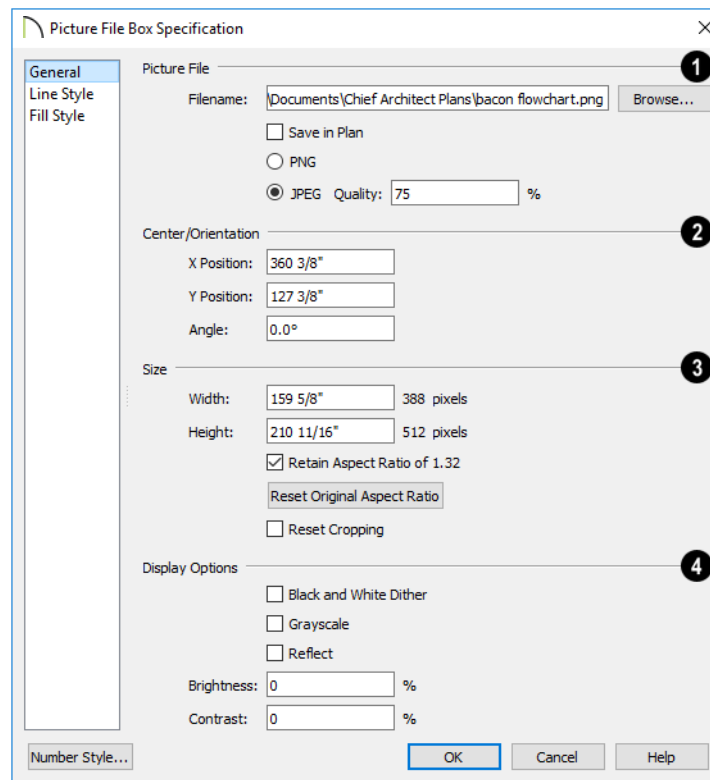 Picture File Box Specification
General
Line Style
Fill Style
Picture File
1
Filename: \Documents\Chief Architect Plans\bacon flowchart.png Browse...
Save in Plan
PNG
JPEG Quality: 75 %
Center/Orientation
2
X Position: 360 3/8"
Y Position: 127 3/8"
Angle: 0.0°
Size
3
Width: 159 5/8" 388 pixels
Height: 210 11/16" 512 pixels
Retain Aspect Ratio of 1.32
Reset Original Aspect Ratio
Reset Cropping
Display Options
4
Black and White Dither
Grayscale
Reflect
Brightness: 0 %
Contrast: 0 %
Number Style... OK Cancel Help